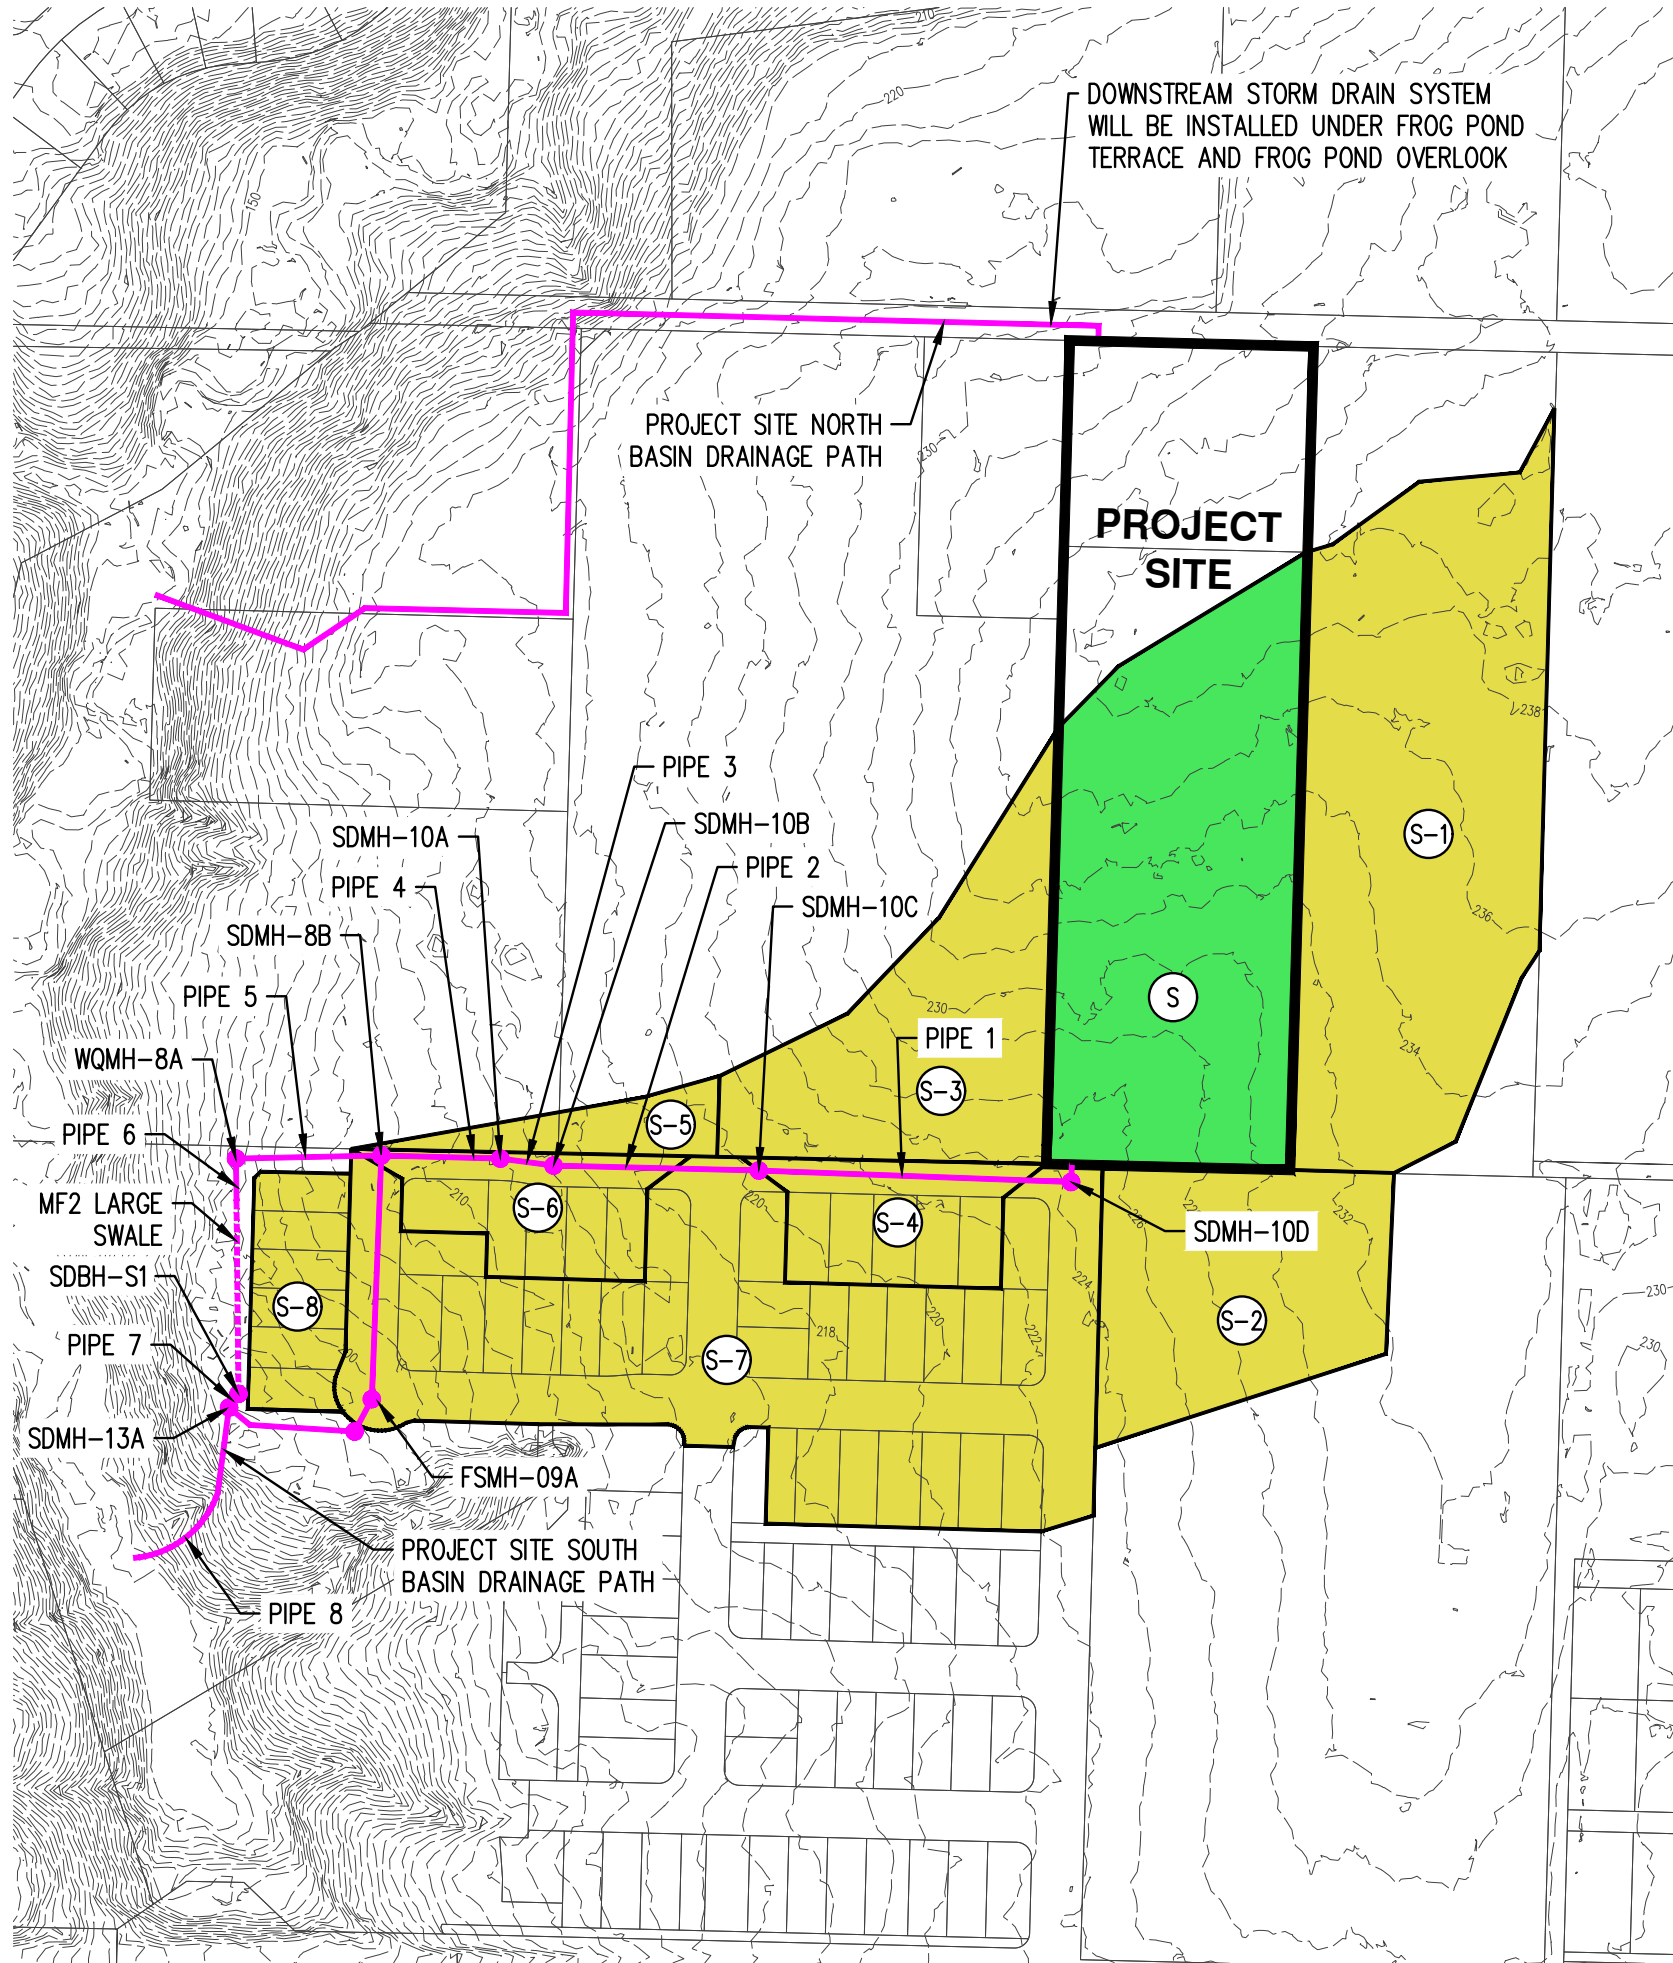 210
220
DOWNSTREAM STORM DRAIN SYSTEM
WILL BE INSTALLED UNDER FROG POND
TERRACE AND FROG POND OVERLOOK
150
PROJECT SITE NORTH
BASIN DRAINAGE PATH
230
PROJECT
SITE
238
PIPE 3
SDMH-10A
SDMH-10B
S-1
PIPE 4
PIPE 2
SDMH-10C
236
SDMH-8B
PIPE 5
S
230
PIPE 1
234
WQMH-8A
S-3
S-5
PIPE 6
210
220
MF2 LARGE
SWALE
S-6
S-4
226
232
SDMH-10D
SDBH-S1
224
230
S-8
220
S-2
PIPE 7
218
222
230
S-7
SDMH-13A
FSMH-09A
PROJECT SITE SOUTH
BASIN DRAINAGE PATH
PIPE 8